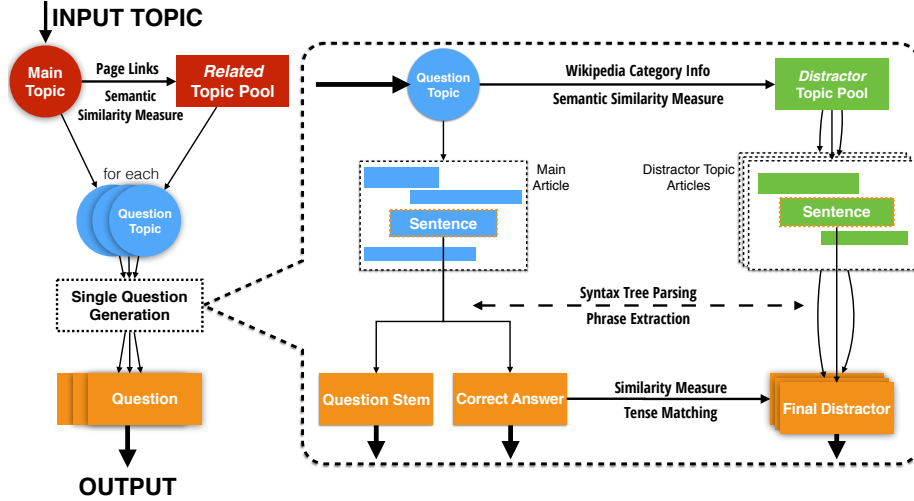 INPUT TOPIC
Main
Topic
Page Links
Semantic
Similarity Measure
Related
Topic Pool
for each
Question
Topic
Single Question
Generation
Question
OUTPUT
Question
Topic
Wikipedia Category Info
Semantic Similarity Measure
Distractor
Topic Pool
Main
Article
Sentence
Distractor Topic
Articles
Sentence
Syntax Tree Parsing
Phrase Extraction
Question Stem
Correct Answer
Similarity Measure
Tense Matching
Final Distractor